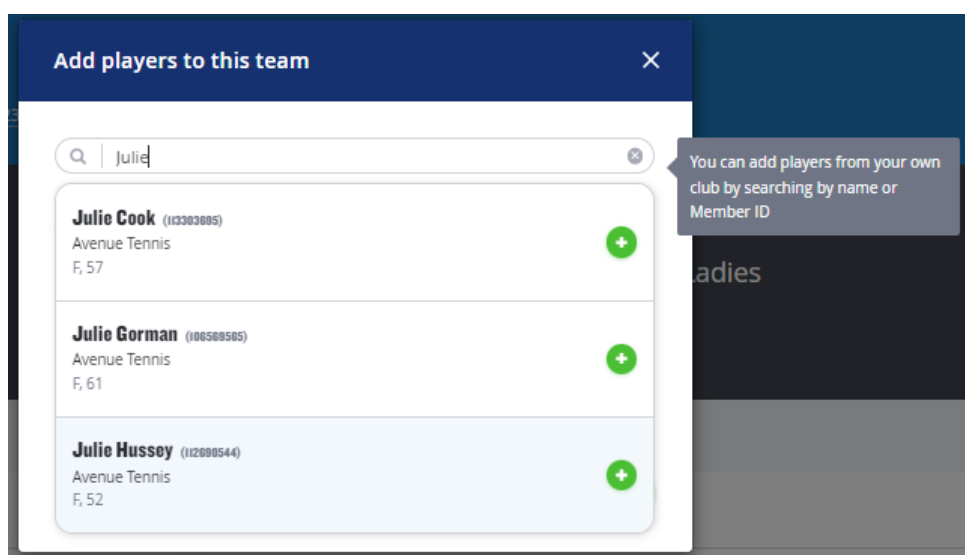 Add players to this team
Julie
You can add players from your own
club by searching by name or
Member ID
Julie Cook (113303695)
Avenue Tennis
F, 57
Julie Gorman (106569565)
Avenue Tennis
F, 61
Julie Hussey (112690544)
Avenue Tennis
F, 52
adies